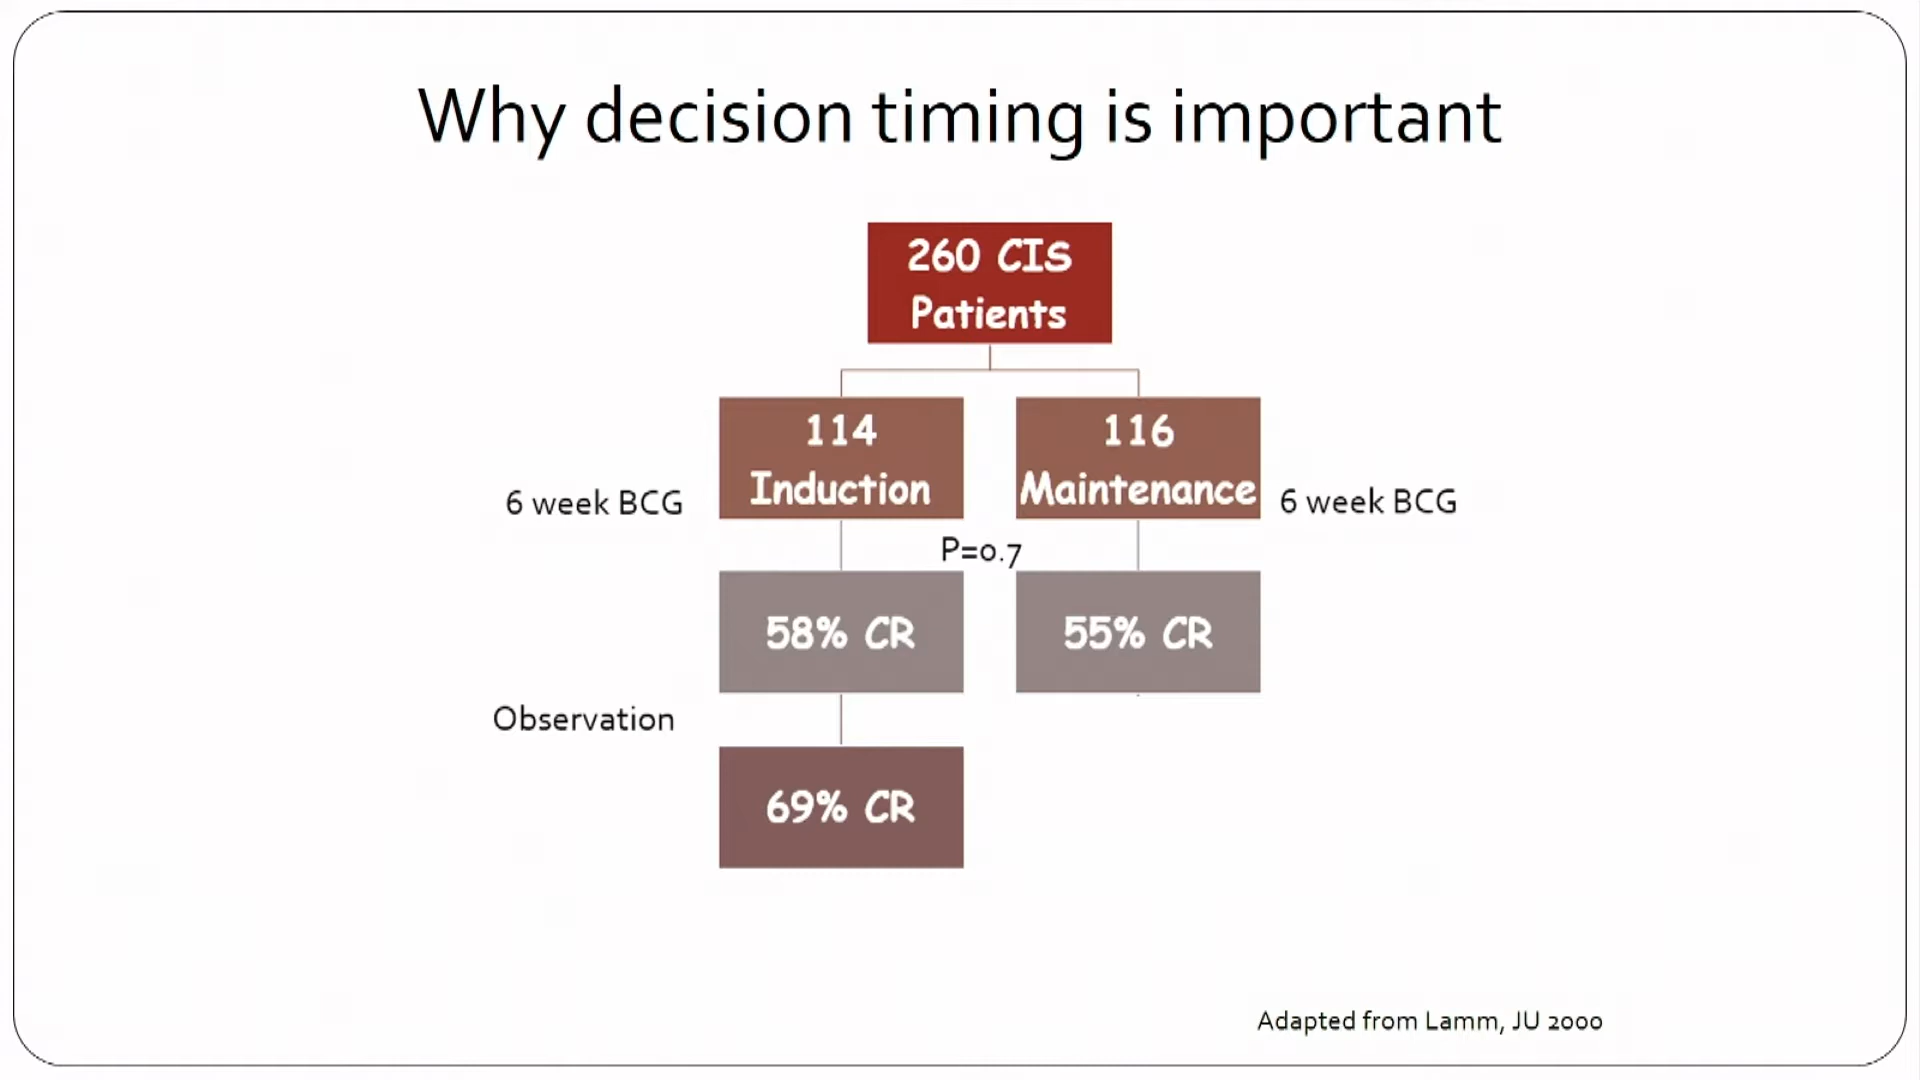 Why decision timing is important
260 CIS
Patients
114
Induction
116
Maintenance
6 week BCG
6 week BCG
P=0.7
58% CR
55% CR
Observation
69% CR
Adapted from Lamm, JU 2000